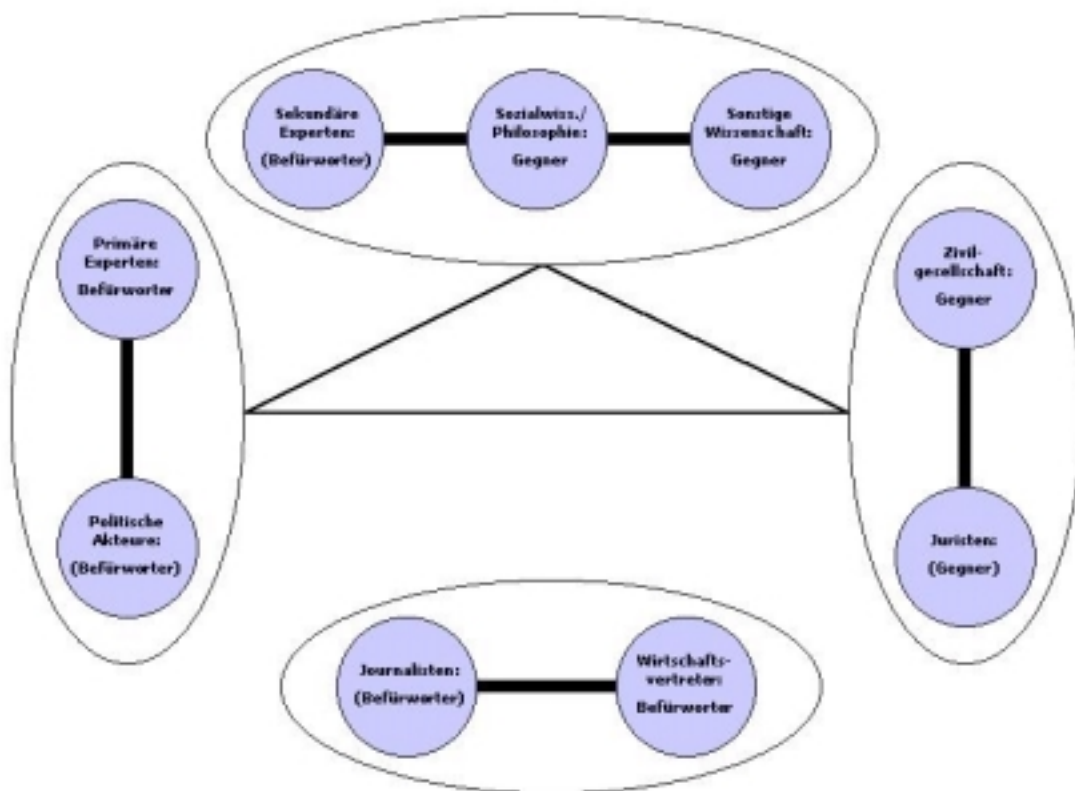 Sekundäre
Experten:
(Befürworter)
Sozialwiss./
Philosophie:
Gegner
Sonstige
Wissenschaft:
Gegner
Primäre
Experten:
Befürworter
Zivil-
gesellschaft:
Gegner
Politische
Akteure:
(Befürworter)
Juristen:
(Gegner)
Journalisten:
(Befürworter)
Wirtschafts-
vertreter:
Befürworter